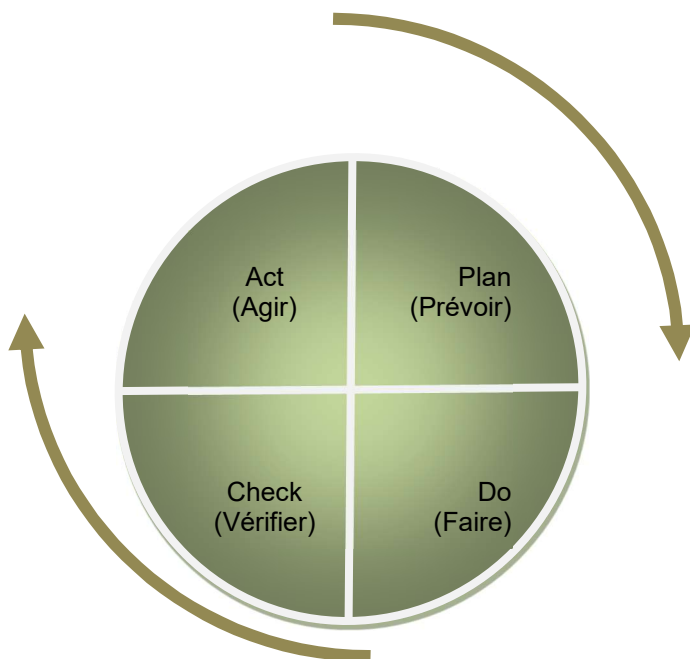 Act
(Agir)
Plan
(Prévoir)
Check
(Vérifier)
Do
(Faire)